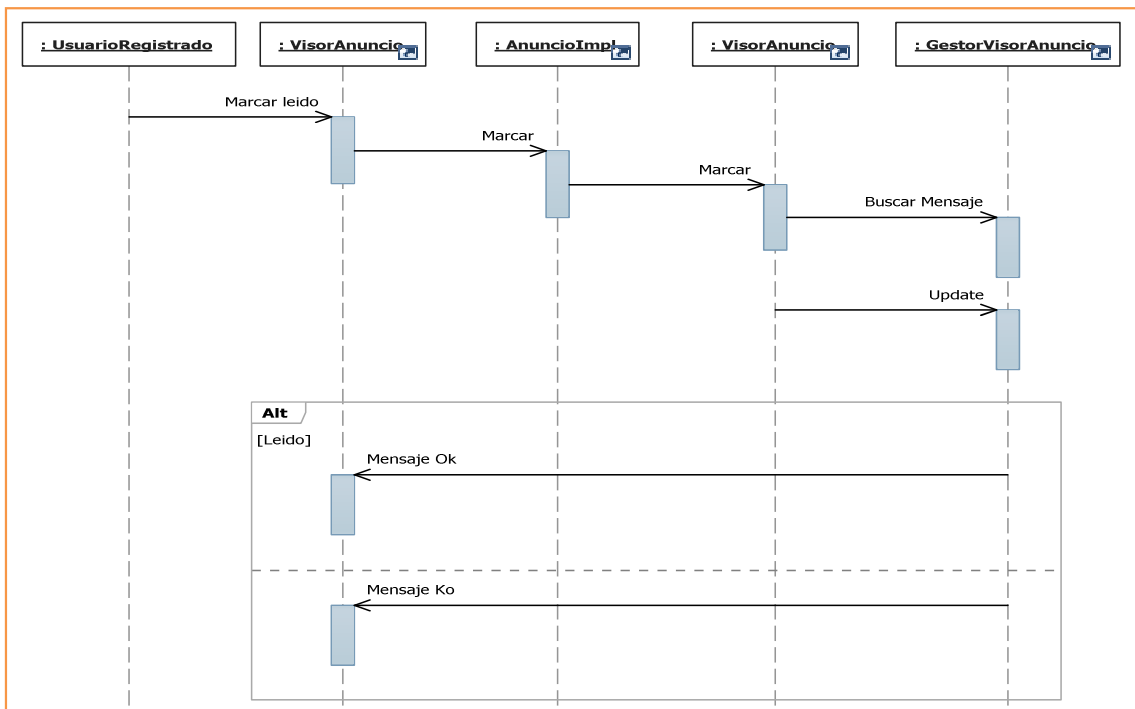 : UsuarioRegistrado
: VisorAnuncio
: AnuncioImpl
: VisorAnuncio
: GestorVisorAnuncio
Marcar leido
Marcar
Marcar
Buscar Mensaje
Update
Alt
[Leido]
Mensaje Ok
Mensaje Ko